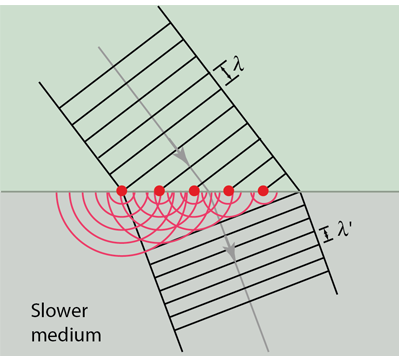 λ
λ'
Slower
medium